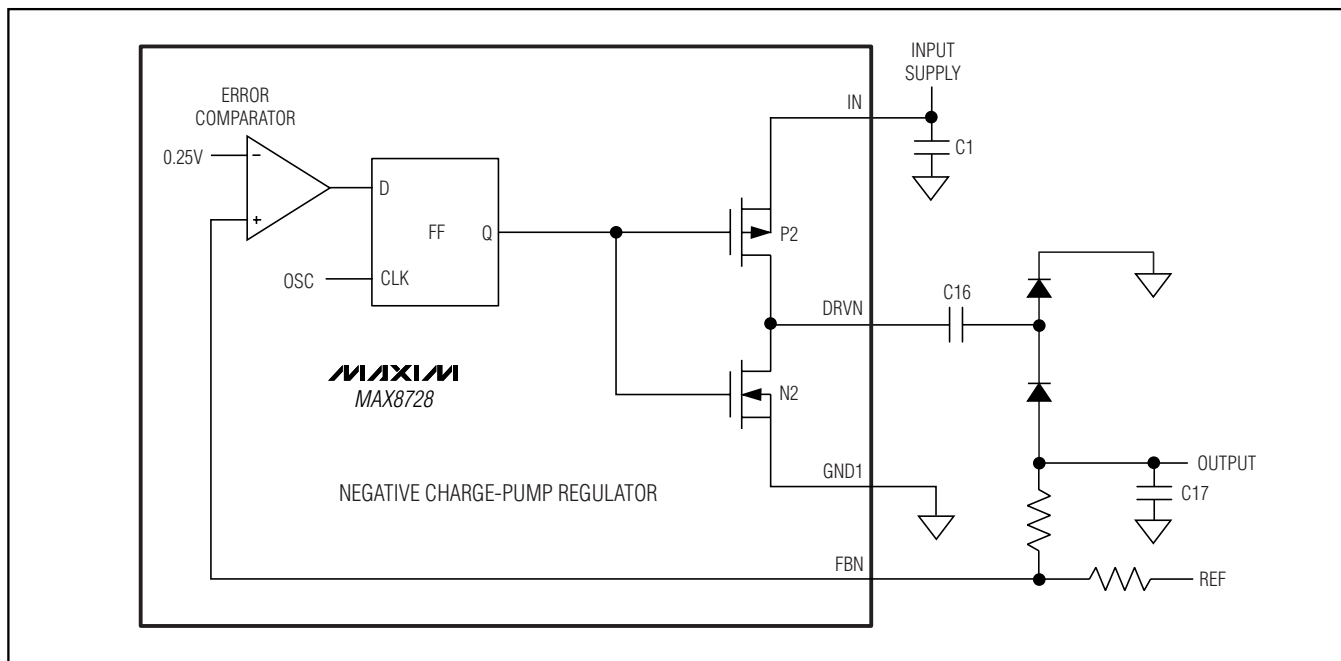 INPUT
SUPPLY
IN
C1
ERROR
COMPARATOR
0.25V
−
+
D
FF
Q
OSC
CLK
P2
DRVN
C16
MAXIM
MAX8728
N2
GND1
NEGATIVE CHARGE-PUMP REGULATOR
OUTPUT
C17
FBN
REF